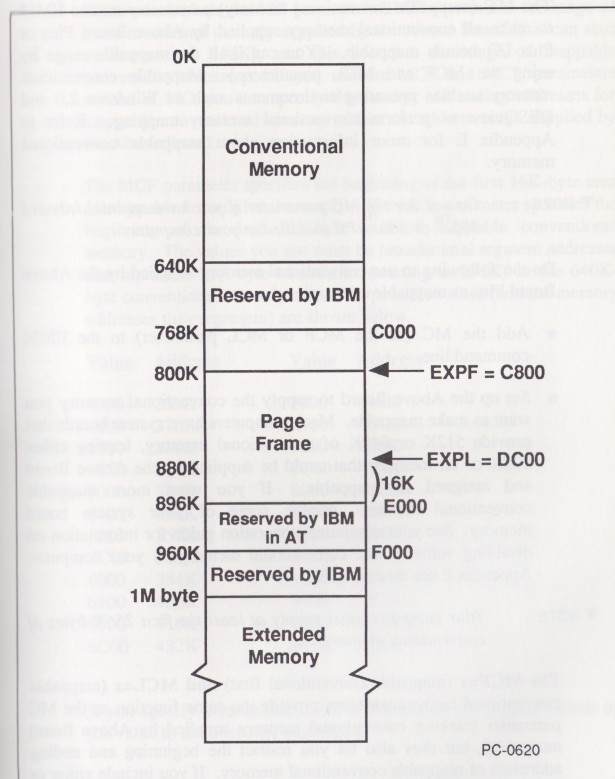 0K
Conventional
Memory
640K
Reserved by IBM
768K C000
800K EXPF = C800
Page
Frame
EXPL = DC00
880K
16K
896K E000
Reserved by IBM
in AT
960K F000
Reserved by IBM
1M byte
Extended
Memory
PC-0620